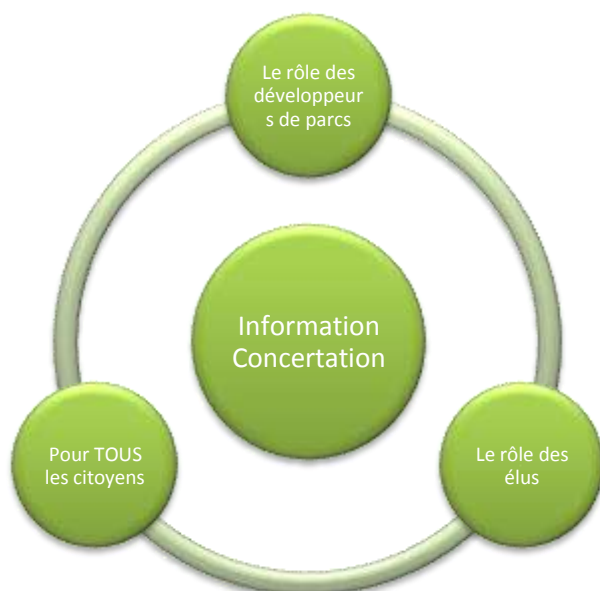 Le rôle des
développeur
s de parcs
Information
Concertation
Pour TOUS
les citoyens
Le rôle des
élus